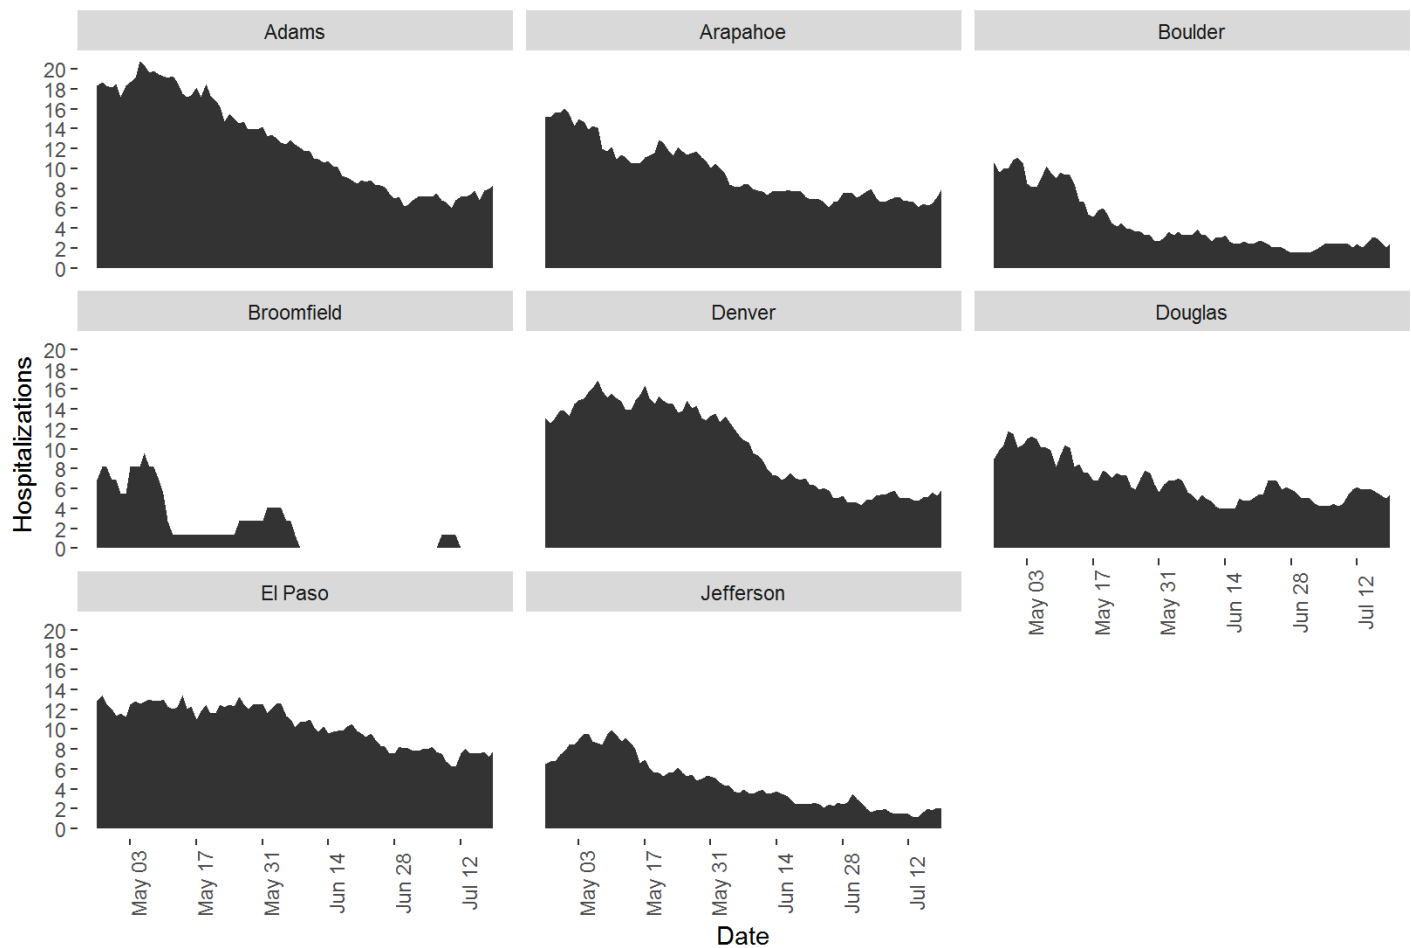 Adams
Arapahoe
Boulder
20
18
16
14
12
10
8
6
4
2
0
Broomfield
Denver
Douglas
Hospitalizations
20
18
16
14
12
10
8
6
4
2
0
May 03
May 17
May 31
Jun 14
Jun 28
Jul 12
El Paso
Jefferson
20
18
16
14
12
10
8
6
4
2
0
May 03
May 17
May 31
Jun 14
Jun 28
Jul 12
May 03
May 17
May 31
Jun 14
Jun 28
Jul 12
Date